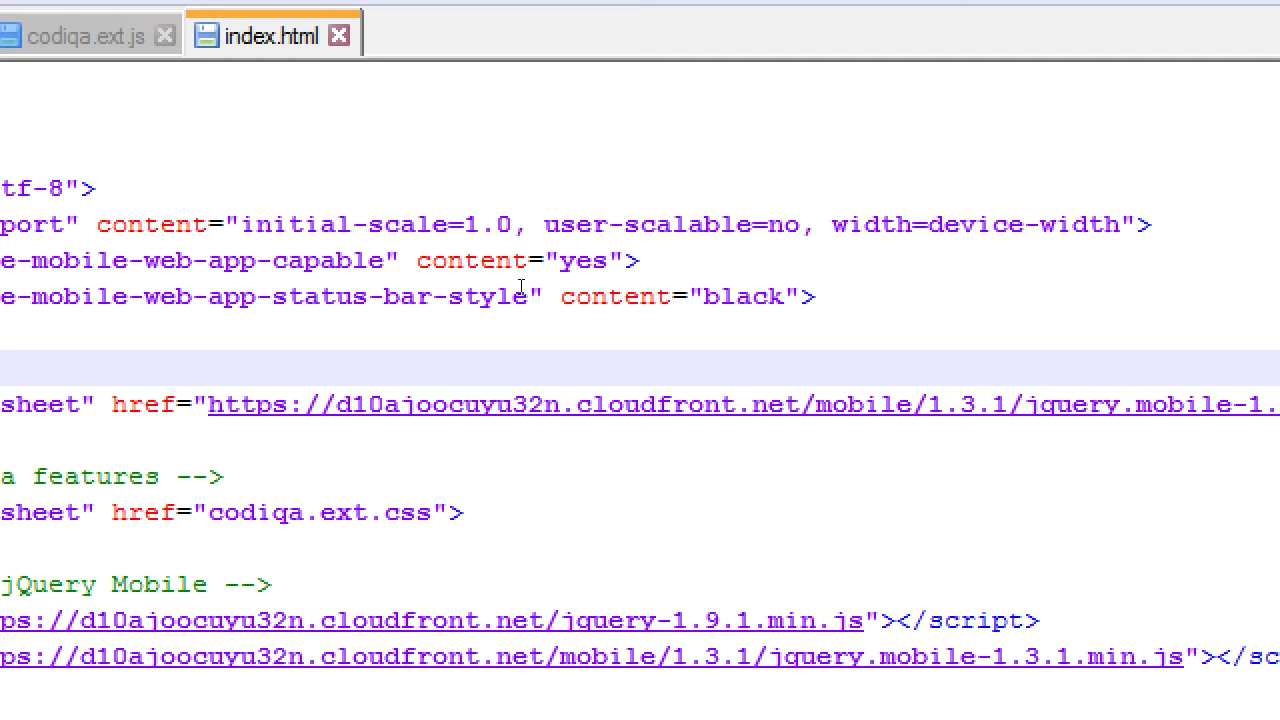 codiqa.ext.js index.html
tf-8">
port" content="initial-scale=1.0, user-scalable=no, width=device-width">
e-mobile-web-app-capable" content="yes">
e-mobile-web-app-status-bar-style" content="black">
sheet" href="https://d10ajoocuyu32n.cloudfront.net/mobile/1.3.1/jquery.mobile-1.
a features -->
sheet" href="codiqa.ext.css">
jQuery Mobile -->
ps://d10ajoocuyu32n.cloudfront.net/jquery-1.9.1.min.js"></script>
ps://d10ajoocuyu32n.cloudfront.net/mobile/1.3.1/jquery.mobile-1.3.1.min.js"></sc